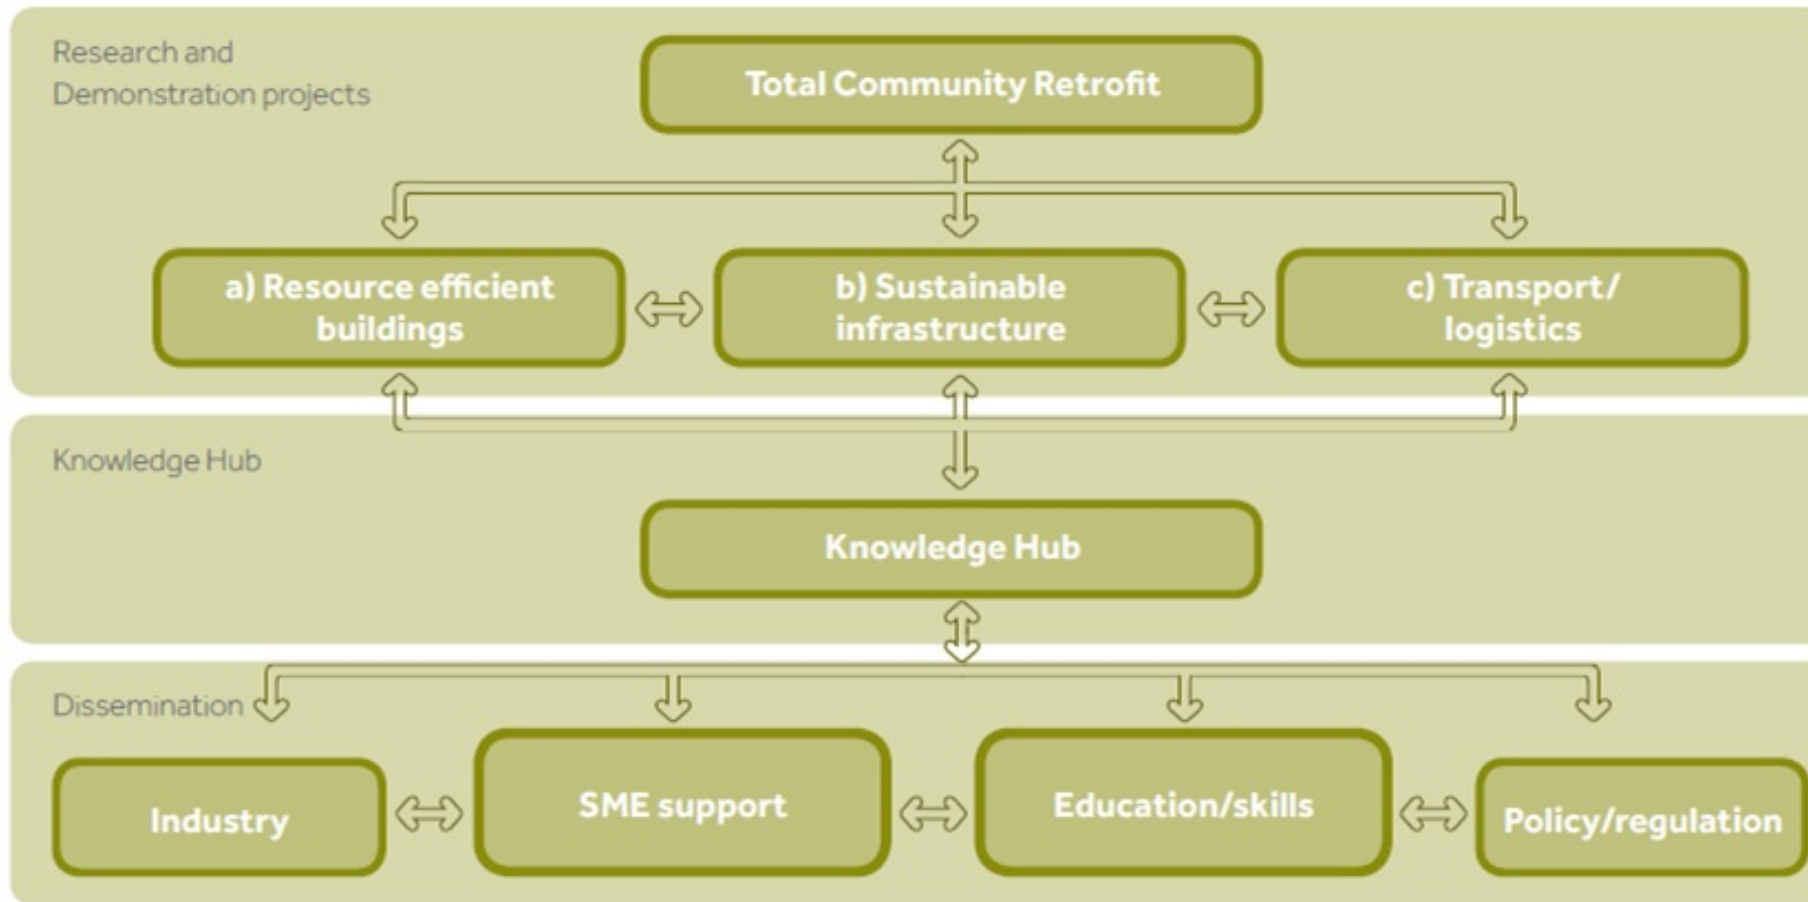 Research and
Demonstration projects
Total Community Retrofit
a) Resource efficient
buildings
b) Sustainable
infrastructure
c) Transport/
logistics
Knowledge Hub
Knowledge Hub
Dissemination
Industry
SME support
Education/skills
Policy/regulation